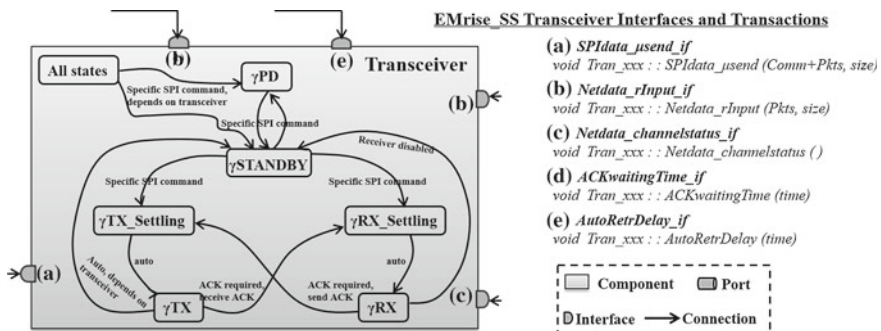 EMrise_SS Transceiver Interfaces and Transactions
(b)
(e)
Transceiver
All states
γPD
Specific SPI command,
depends on transceiver
Specific SPI command
(b)
Receiver disabled
γSTANDBY
Specific SPI command
Specific SPI command
γTX_Settling
γRX_Settling
(a)
auto
auto
Auto, depends on
transceiver
ACK required,
receive ACK
ACK required,
send ACK
γTX
γRX
(c)
(a) SPIdata_μsend_if
void Tran_xxx : : SPIdata_μsend (Comm+Pkts, size)
(b) Netdata_rInput_if
void Tran_xxx : : Netdata_rInput (Pkts, size)
(c) Netdata_channelstatus_if
void Tran_xxx : : Netdata_channelstatus ( )
(d) ACKwaitingTime_if
void Tran_xxx : : ACKwaitingTime (time)
(e) AutoRetrDelay_if
void Tran_xxx : : AutoRetrDelay (time)
Component
Port
Interface
Connection